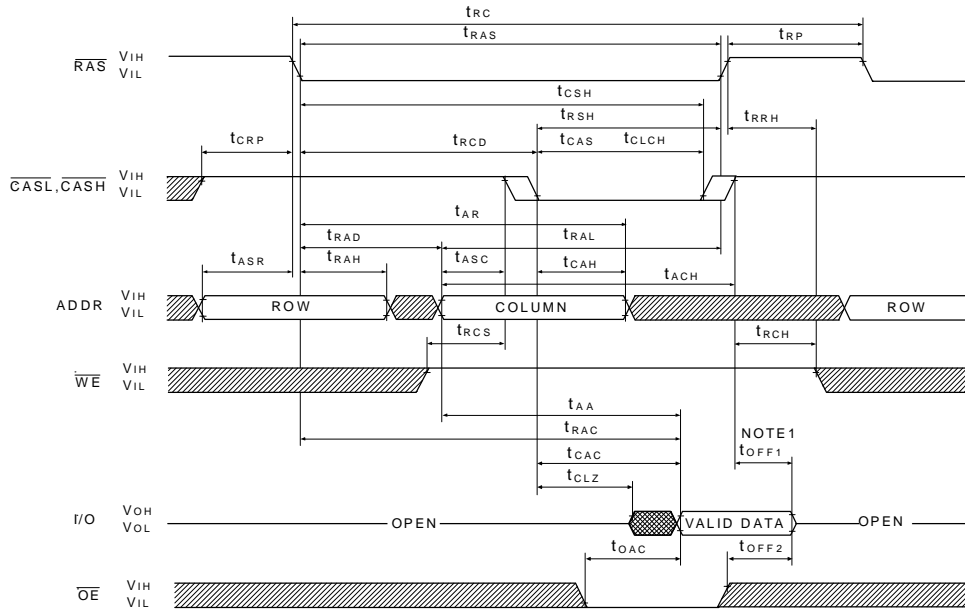 tRC
tRAS
tRP
RAS VIH
VIL
tCSH
tRSH
tRRH
tCRP
tRCD
tCAS
tCLCH
CASL,CASH VIH
VIL
tAR
tRAD
tRAL
tASR
tRAH
tASC
tCAH
tACH
ADDR VIH
VIL
ROW
COLUMN
ROW
tRCS
tRCH
WE VIH
VIL
tAA
tRAC
NOTE1
tCAC
tOFF1
tCLZ
I/O VOH
VOL
OPEN
VALID DATA
OPEN
tOAC
tOFF2
OE VIH
VIL